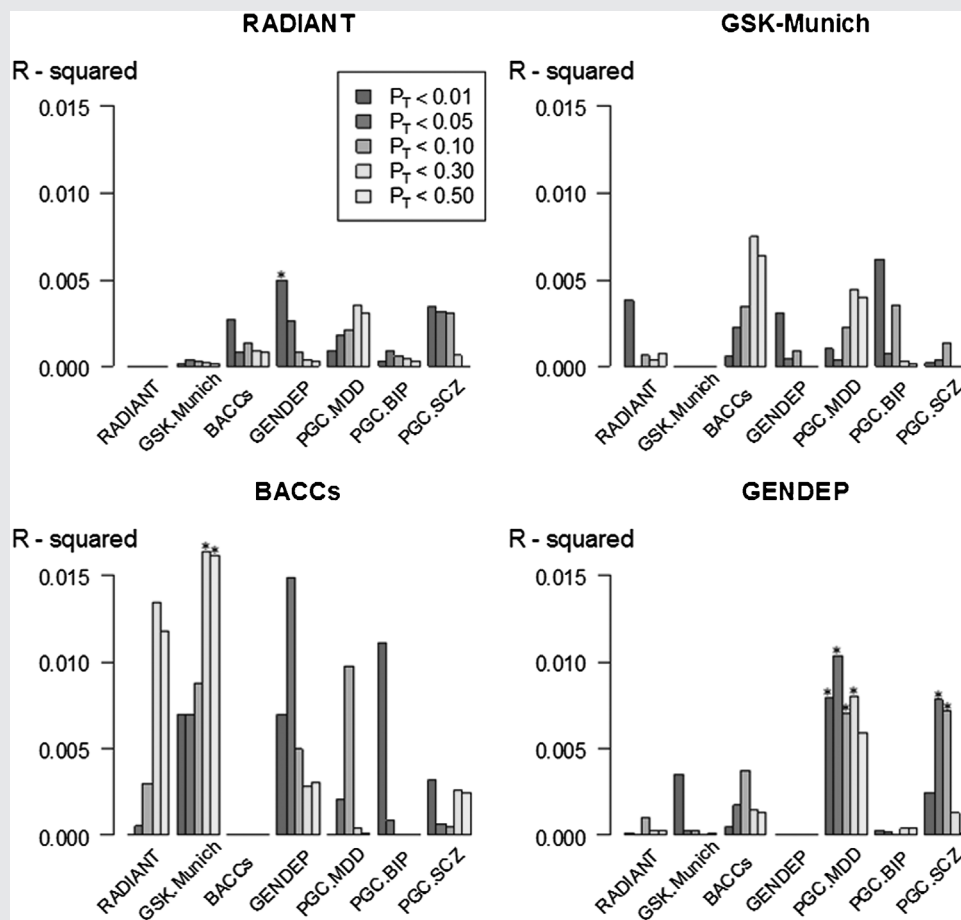 RADIANT
R - squared
0.015
0.010
0.005
0.000
P_T < 0.01
P_T < 0.05
P_T < 0.10
P_T < 0.30
P_T < 0.50
*
RADIANT
GSK.Munich
BACCs
GENDEP
PGC.MDD
PGC.BIP
PGC.SCZ
GSK-Munich
R - squared
0.015
0.010
0.005
0.000
RADIANT
GSK.Munich
BACCs
GENDEP
PGC.MDD
PGC.BIP
PGC.SCZ
BACCs
R - squared
0.015
0.010
0.005
0.000
* *
RADIANT
GSK.Munich
BACCs
GENDEP
PGC.MDD
PGC.BIP
PGC.SCZ
GENDEP
R - squared
0.015
0.010
0.005
0.000
* * * *
* *
RADIANT
GSK.Munich
BACCs
GENDEP
PGC.MDD
PGC.BIP
PGC.SCZ